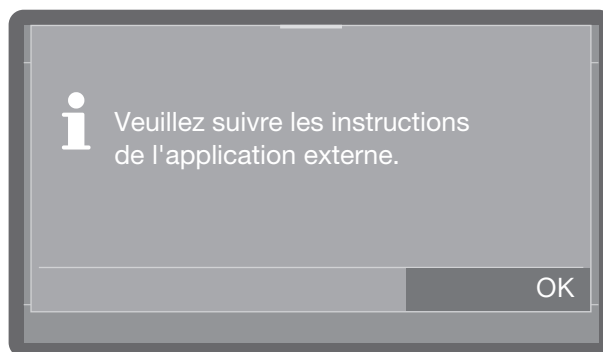 Veuillez suivre les instructions
de l'application externe.
OK